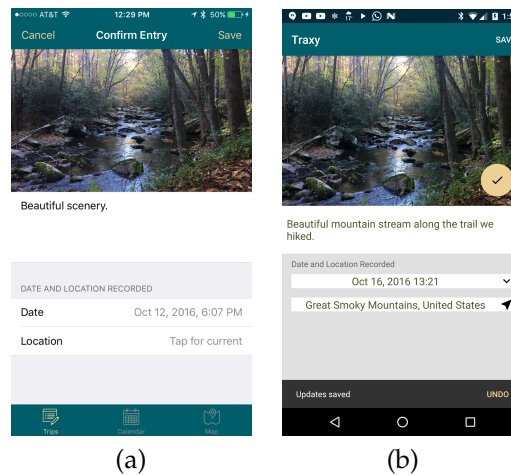 AT&T 12:29 PM 50%
Cancel Confirm Entry Save
Beautiful scenery.
DATE AND LOCATION RECORDED
Date Oct 12, 2016, 6:07 PM
Location Tap for current
Trips Calendar Map
(a)
Traxy SAV
Beautiful mountain stream along the trail we
hiked.
Date and Location Recorded
Oct 16, 2016 13:21
Great Smoky Mountains, United States
Updates saved UNDO
(b)